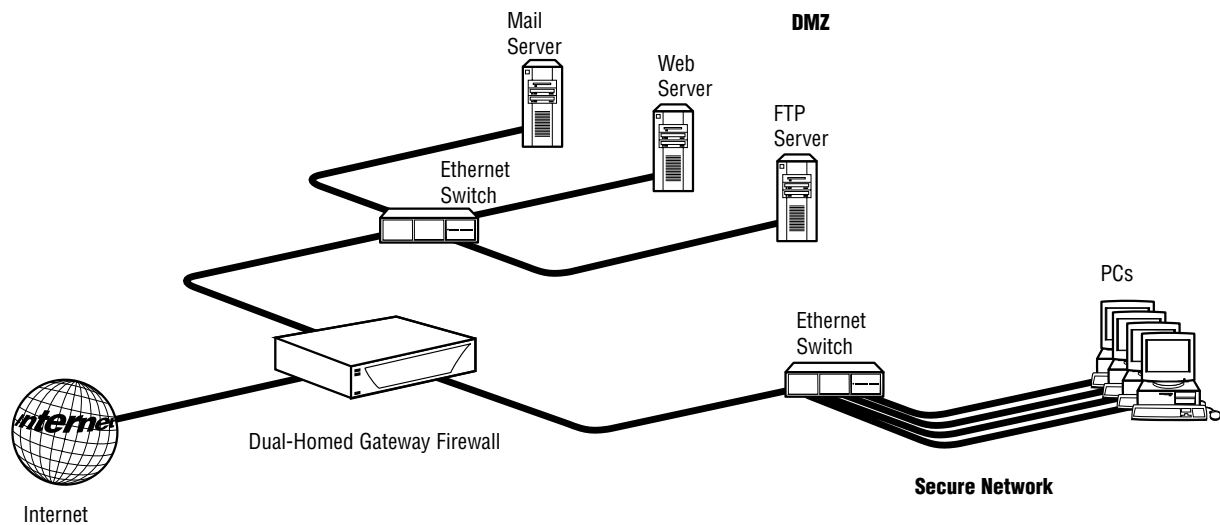 Mail
Server
DMZ
Web
Server
FTP
Server
Ethernet
Switch
PCs
Ethernet
Switch
internet
Dual-Homed Gateway Firewall
Secure Network
Internet